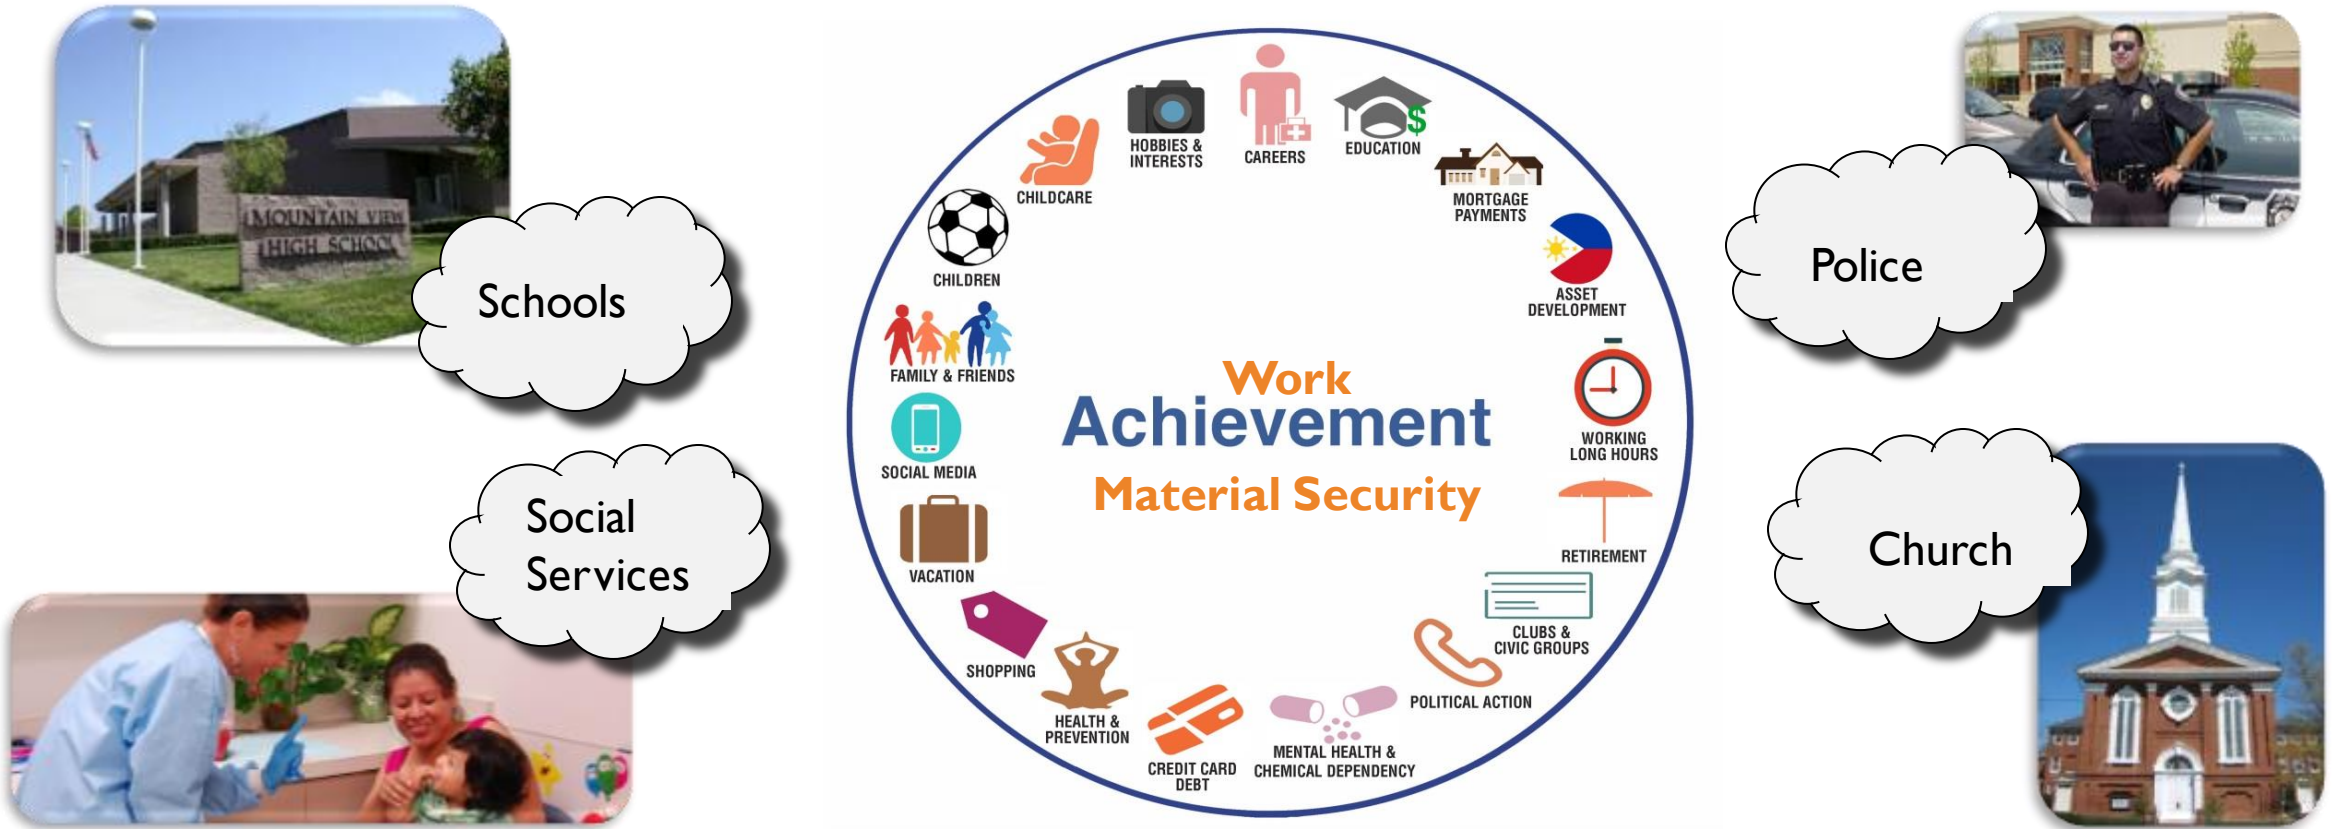 MOUNTAIN VIEW
HIGH SCHOOL
Schools
Social
Services
HOBBIES &
INTERESTS
CAREERS
EDUCATION
$
CHILDCARE
MORTGAGE
PAYMENTS
CHILDREN
ASSET
DEVELOPMENT
FAMILY & FRIENDS
WORKING
LONG HOURS
SOCIAL MEDIA
RETIREMENT
VACATION
CLUBS &
CIVIC GROUPS
SHOPPING
POLITICAL ACTION
HEALTH &
PREVENTION
MENTAL HEALTH &
CHEMICAL DEPENDENCY
CREDIT CARD
DEBT
Work
Achievement
Material Security
Police
Church